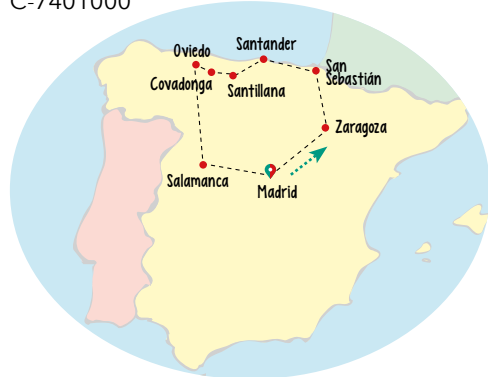 C-7401000
Santander
Oviedo
San
Sebastián
Covadonga
Santillana
Zaragoza
Salamanca
Madrid